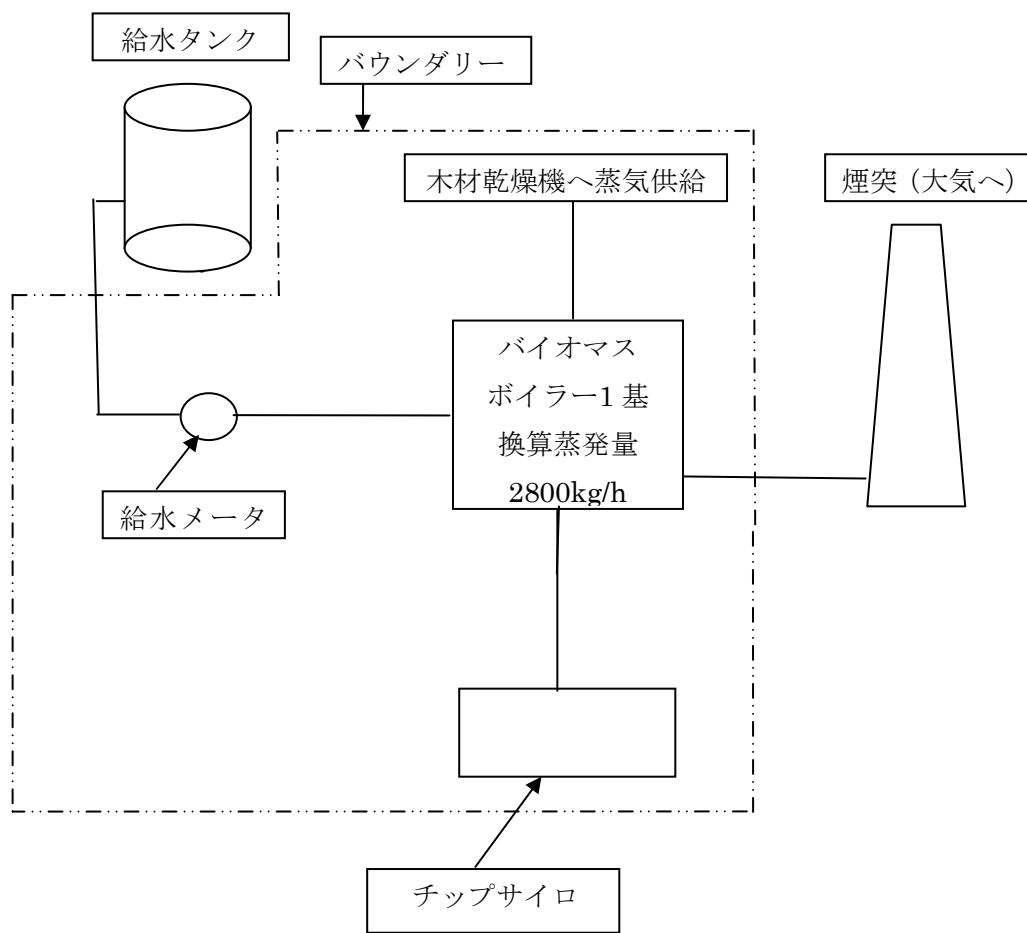 給水タンク
バウンダリー
木材乾燥機へ蒸気供給
煙突（大気へ）
バイオマス
ボイラー1 基
換算蒸発量
2800kg/h
給水メータ
チップサイロ